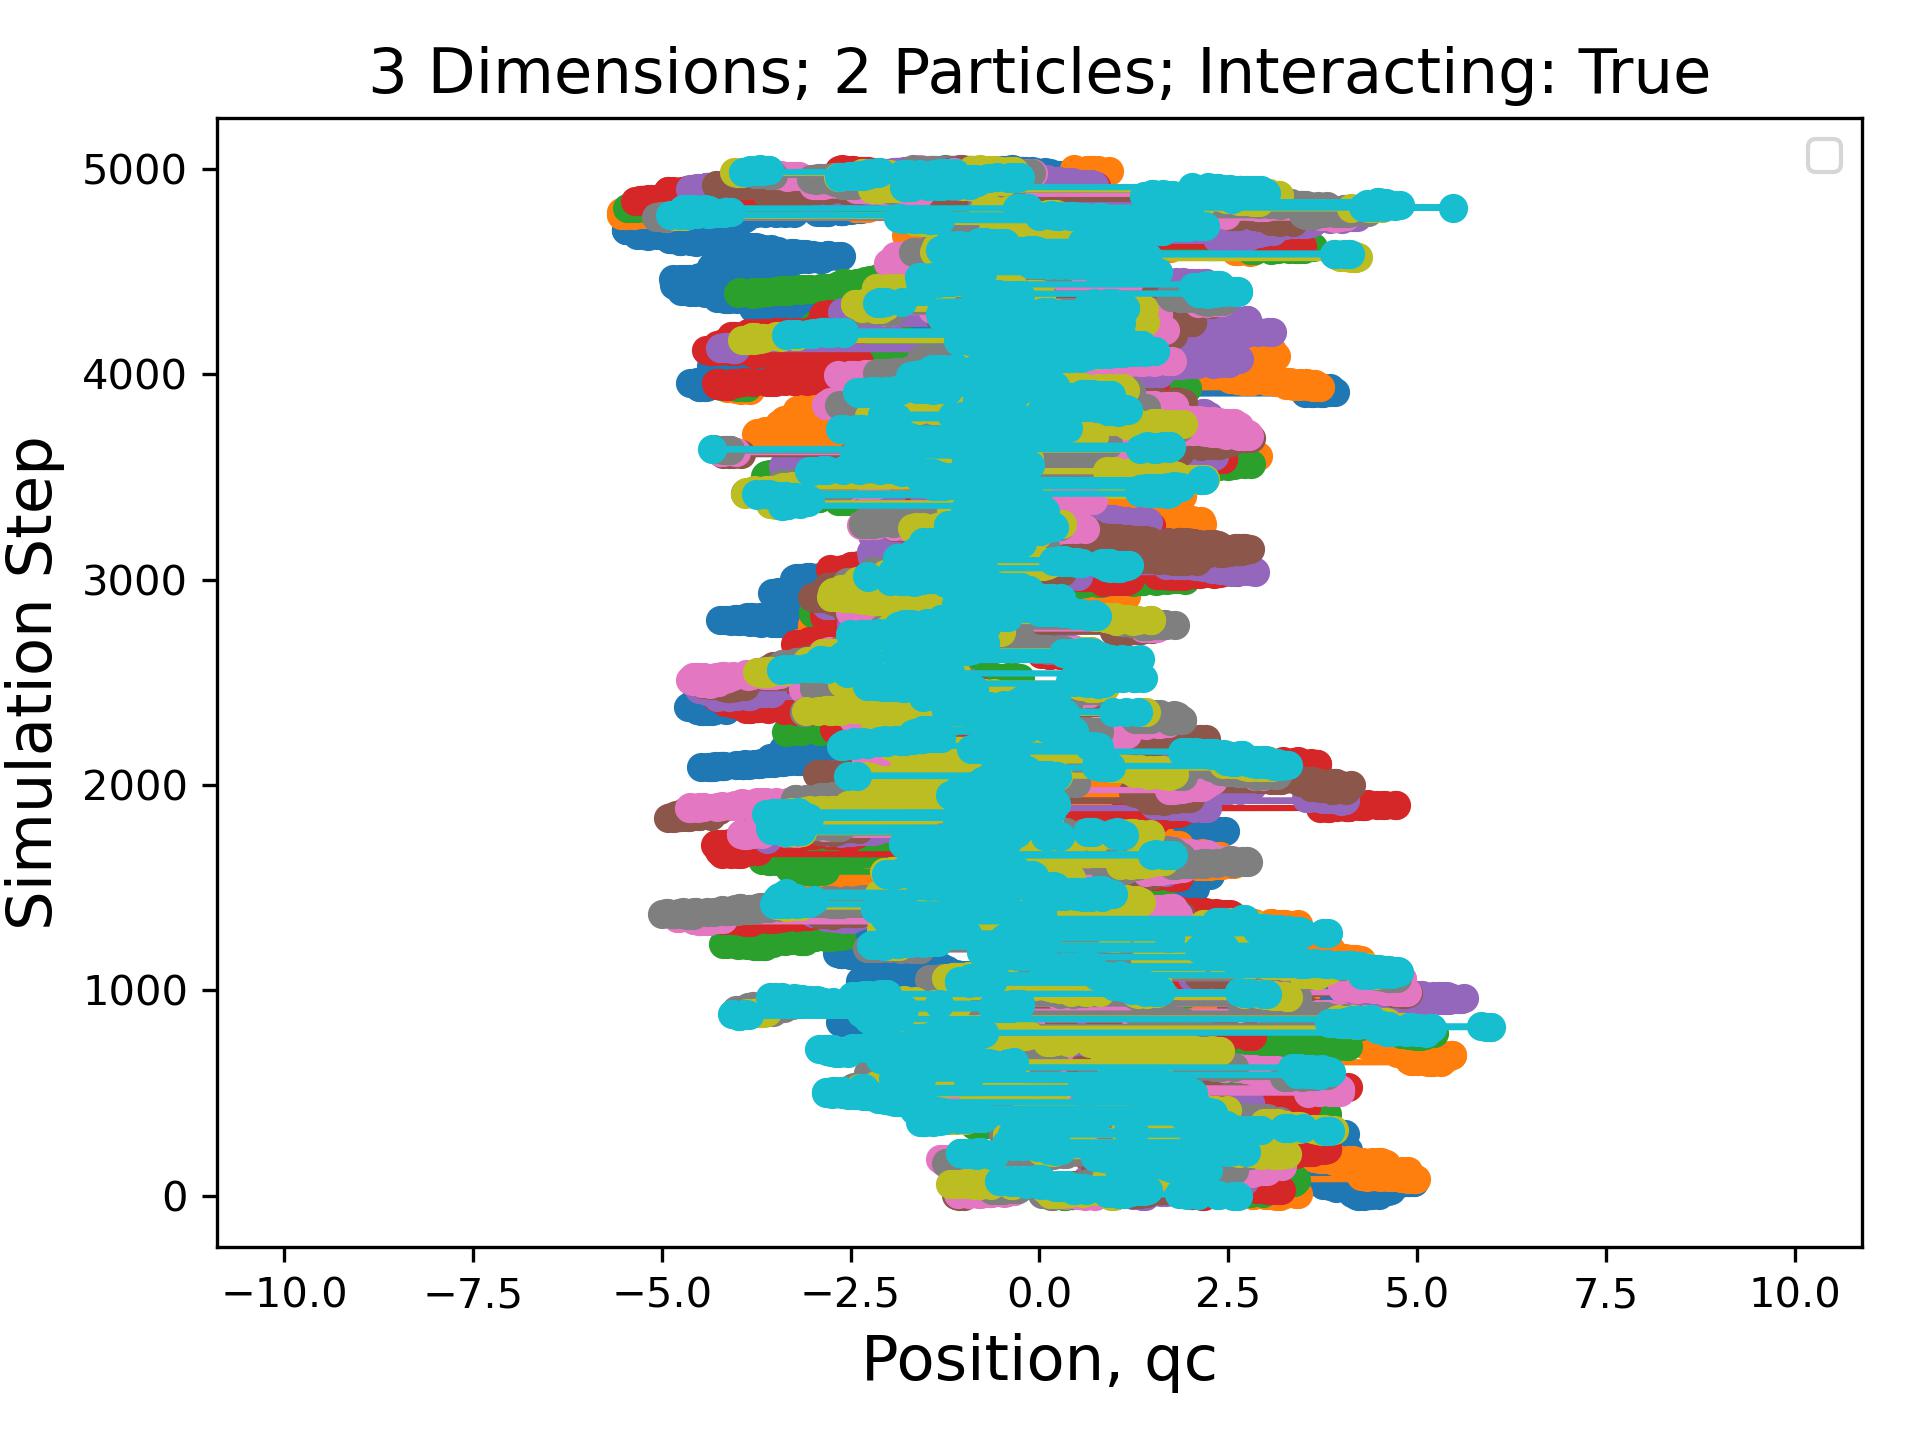 3 Dimensions; 2 Particles; Interacting: True
Simulation Step
5000
4000
3000
2000
1000
0
−10.0 −7.5 −5.0 −2.5 0.0 2.5 5.0 7.5 10.0
Position, qc